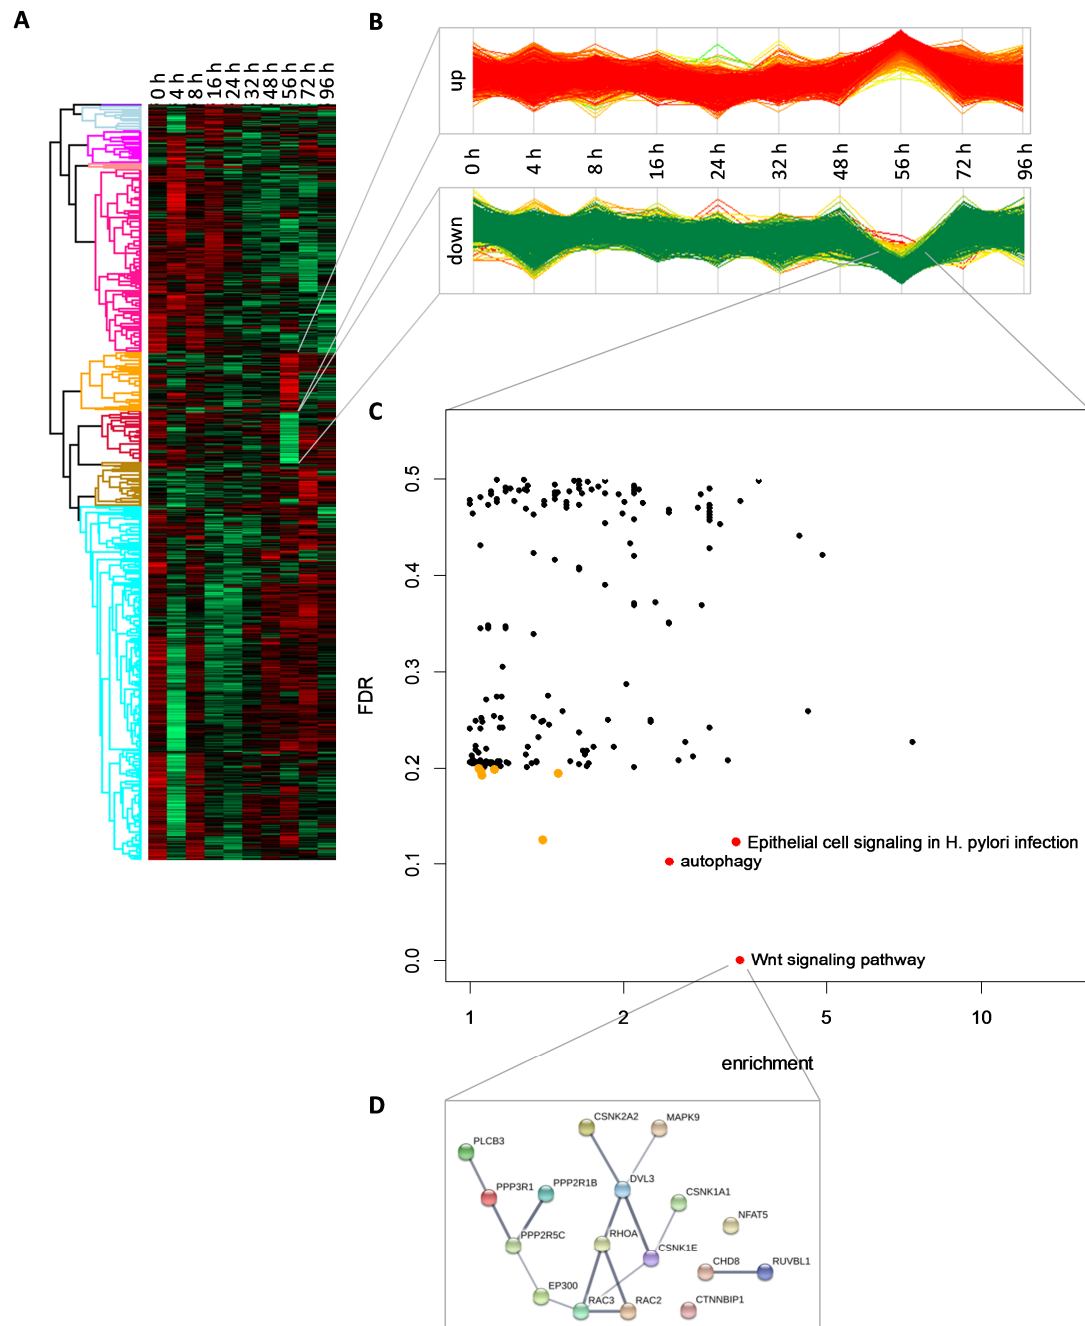 A
B
0 h
4 h
8 h
16 h
24 h
32 h
48 h
56 h
72 h
96 h
up
0 h
4 h
8 h
16 h
24 h
32 h
48 h
56 h
72 h
96 h
down
C
0.5
0.4
0.3
0.2
0.1
0.0
FDR
Epithelial cell signaling in H. pylori infection
autophagy
Wnt signaling pathway
1
2
5
10
enrichment
D
CSNK2A2
MAPK9
PLCB3
PPP3R1
PPP2R1B
DVL3
CSNK1A1
NFAT5
PPP2R5C
RHOA
CSNK1E
CHD8
RUVBL1
EP300
RAC3
RAC2
CTNNBIP1